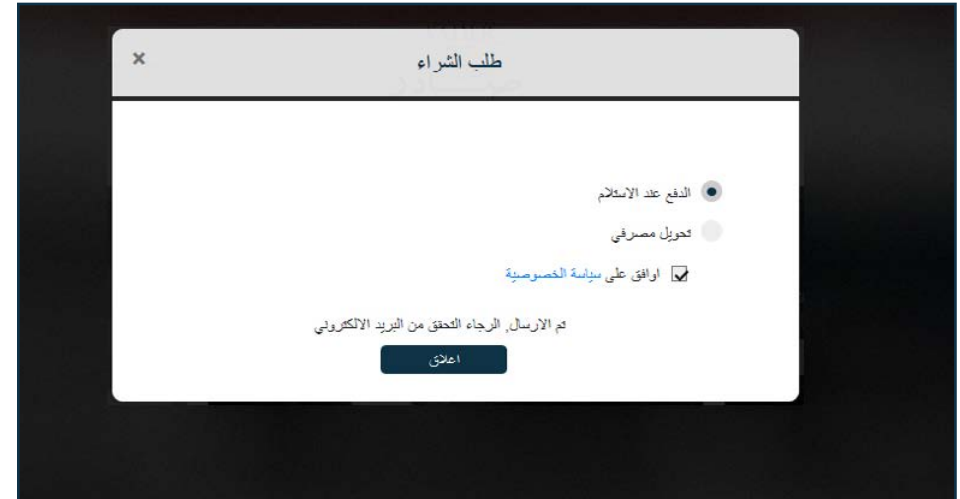 طلب الشراء
الدفع عند الاستلام
تحويل مصرفي
اوافق على سياسة الخصوصية
تم الارسال, الرجاء التحقق من البريد الالكتروني
اغلاق